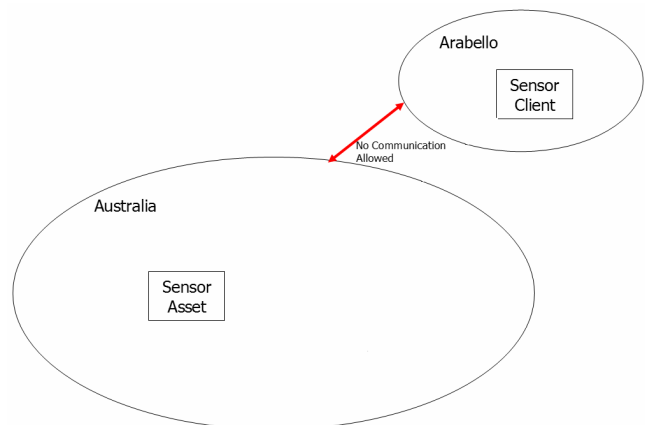 Arabello
Sensor
Client
No Communication
Allowed
Australia
Sensor
Asset